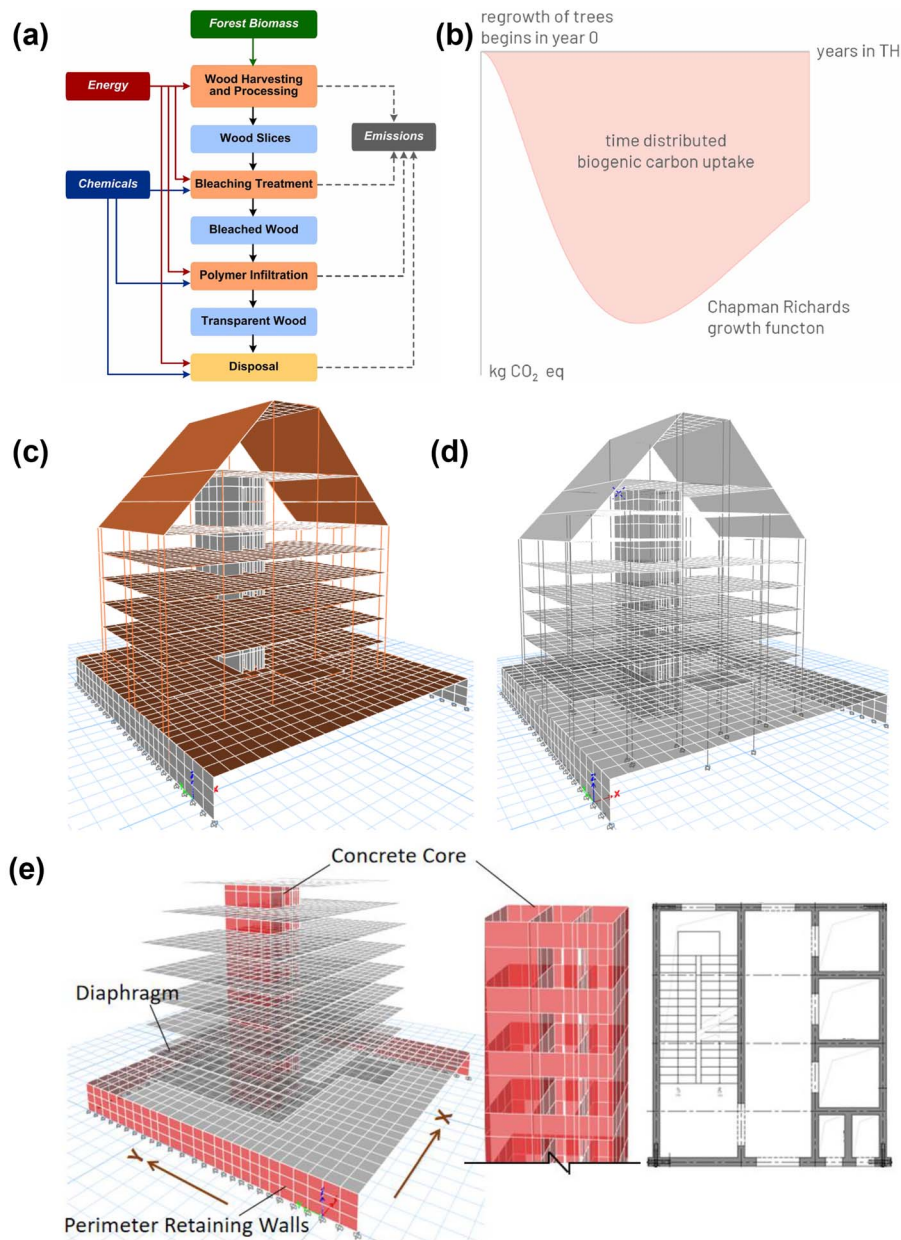 (a)
Forest Biomass
Energy
Wood Harvesting
and Processing
Wood Slices
Emissions
Chemicals
Bleaching Treatment
Bleached Wood
Polymer Infiltration
Transparent Wood
Disposal
(b)
regrowth of trees
begins in year 0
years in TH
time distributed
biogenic carbon uptake
Chapman Richards
growth functon
kg CO₂ eq
(c)
X
(d)
X
(e)
Concrete Core
Diaphragm
Y
X
Perimeter Retaining Walls